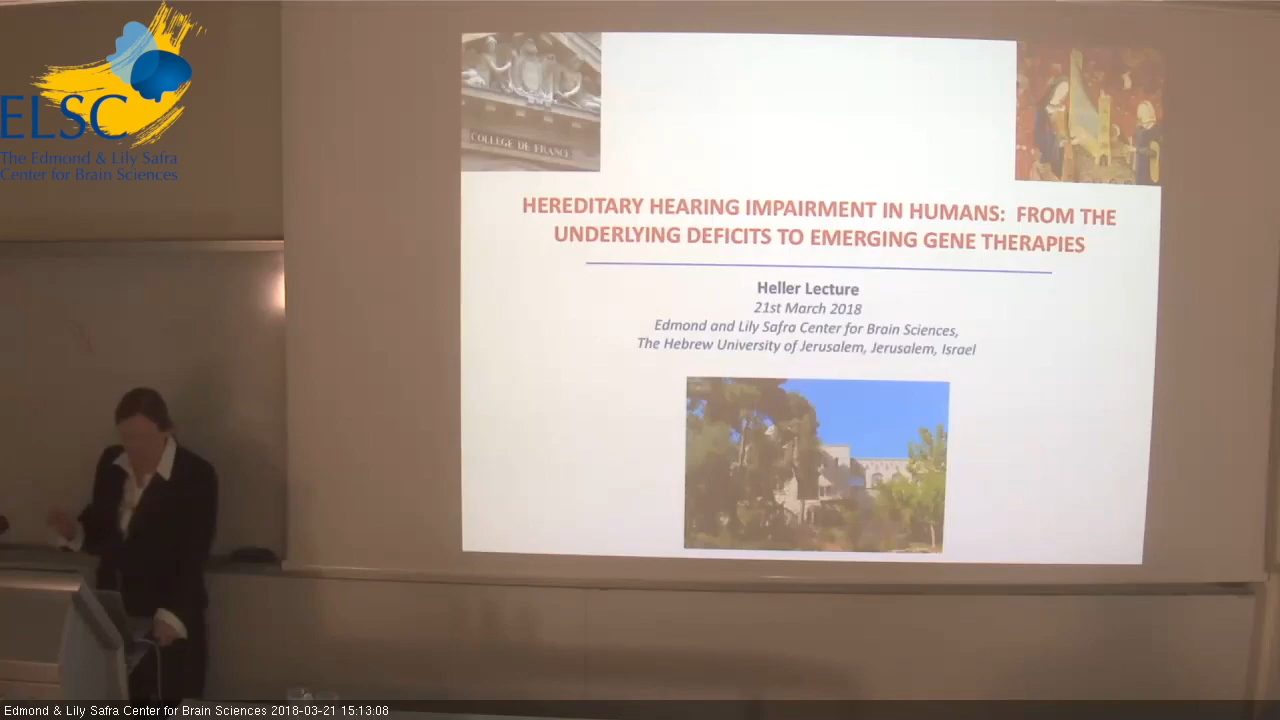 ELSC
The Edmond & Lily Safra
Center for Brain Sciences
COLLEGE DE FRANCE
HEREDITARY HEARING IMPAIRMENT IN HUMANS: FROM THE
UNDERLYING DEFICITS TO EMERGING GENE THERAPIES
Heller Lecture
21st March 2018
Edmond and Lily Safra Center for Brain Sciences,
The Hebrew University of Jerusalem, Jerusalem, Israel
Edmond & Lily Safra Center for Brain Sciences 2018-03-21 15:13:08